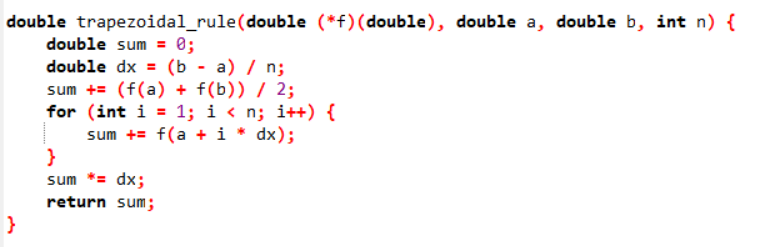 double trapezoidal_rule(double (*f)(double), double a, double b, int n) {
    double sum = 0;
    double dx = (b - a) / n;
    sum += (f(a) + f(b)) / 2;
    for (int i = 1; i < n; i++) {
        sum += f(a + i * dx);
    }
    sum *= dx;
    return sum;
}